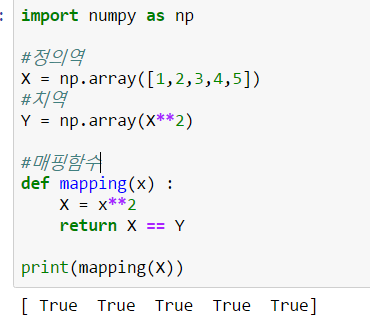 :
import numpy as np
#정의역
X = np.array([1,2,3,4,5])
#치역
Y = np.array(X**2)
#매핑함수
def mapping(x) :
    X = x**2
    return X == Y
print(mapping(X))
[ True  True  True  True  True]